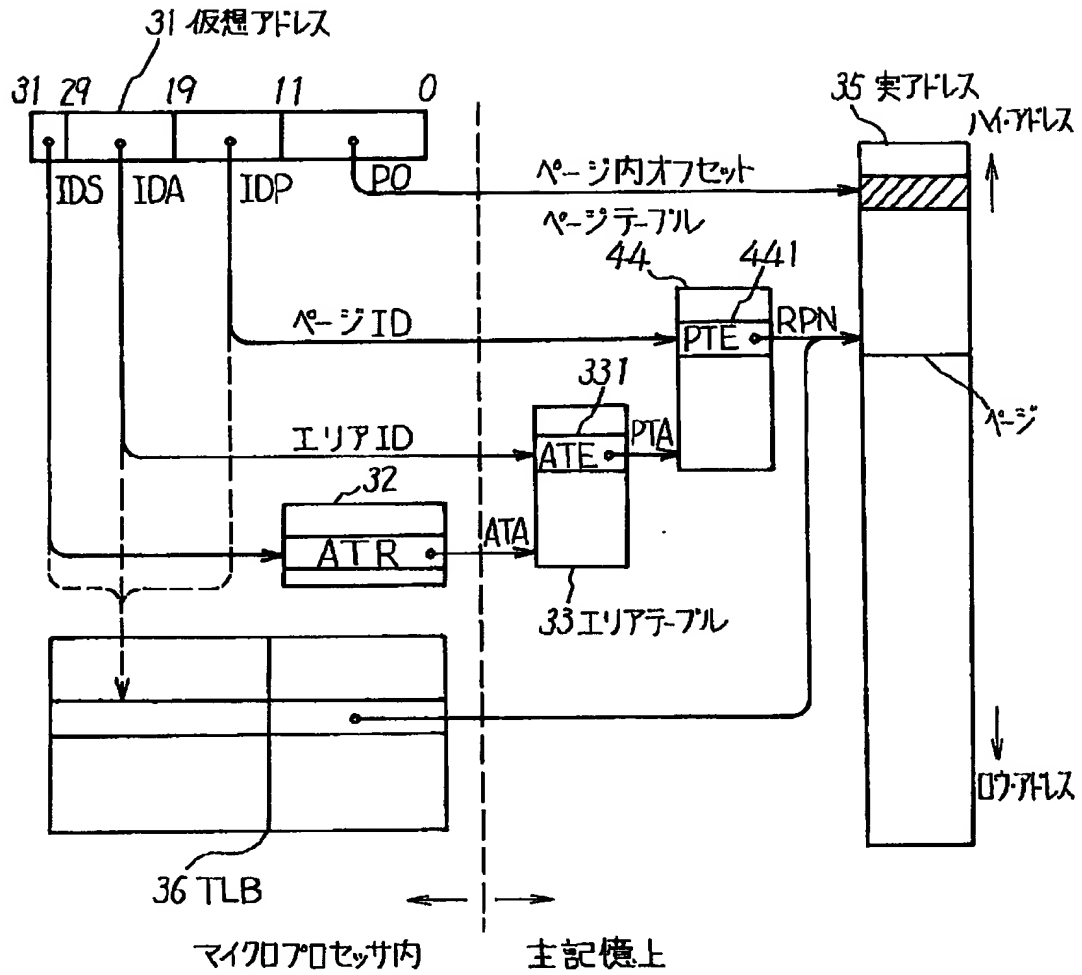 31 仮想アドレス
31 29 19 11 0
IDS IDA IDP PO
ページ内オフセット
35 実アドレス
ハイ・アドレス
ページテーブル
44 441
ページID
PTE RPN
ページ
331
エリアID
ATE PTA
32
ATR ATA
33 エリアテーブル
ロウ・アドレス
36 TLB
マイクロプロセッサ内 主記憶上